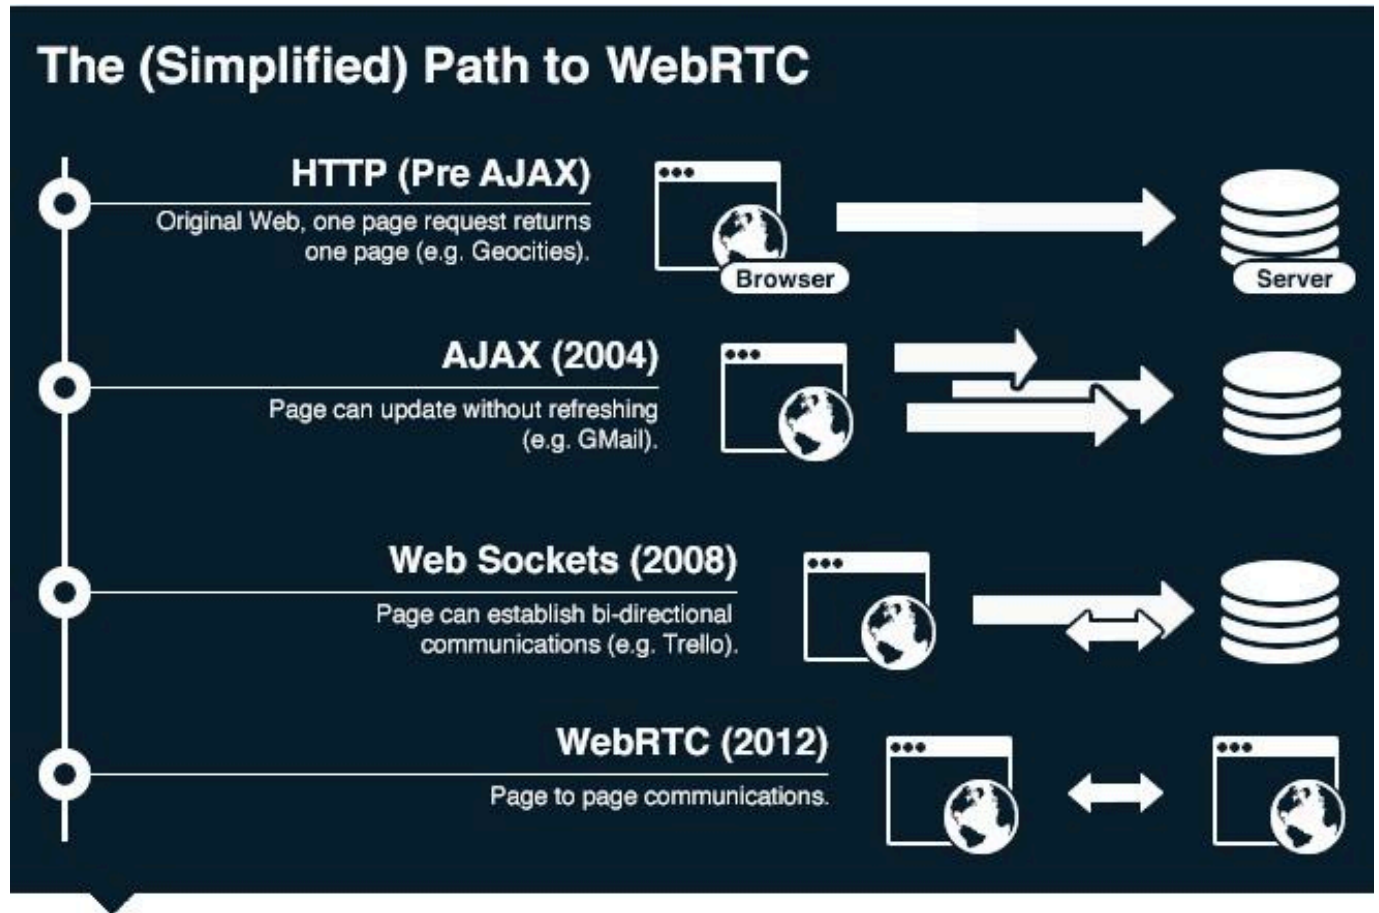 The (Simplified) Path to WebRTC
HTTP (Pre AJAX)
Original Web, one page request returns
one page (e.g. Geocities).
Browser
Server
AJAX (2004)
Page can update without refreshing
(e.g. GMail).
Web Sockets (2008)
Page can establish bi-directional
communications (e.g. Trello).
WebRTC (2012)
Page to page communications.